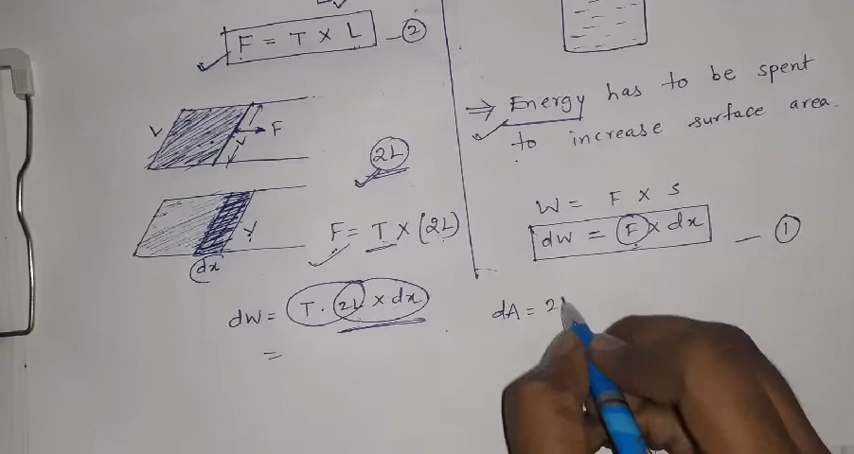 F = T × L — ②
F
L
2L
F = T × (2L)
dx
dW = T · 2L × dx
=
⇒ Energy has to be spent
to increase surface area.
W = F × S
dW = F × dx — ①
dA = 2